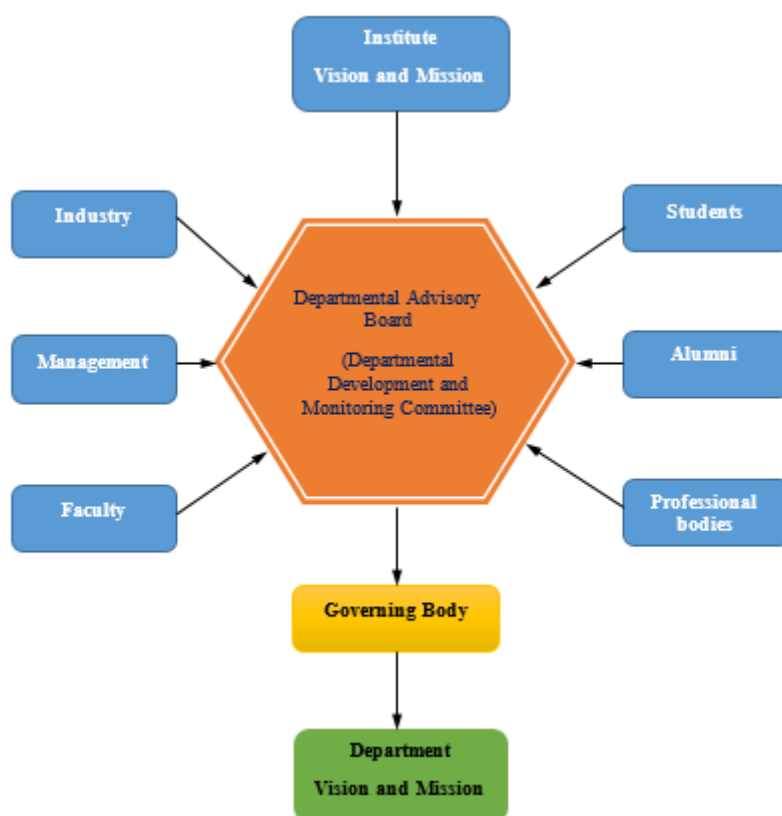 Institute
Vision and Mission
Industry
Students
Departmental Advisory
Board
(Departmental
Development and
Monitoring Committee)
Management
Alumni
Faculty
Professional
bodies
Governing Body
Department
Vision and Mission